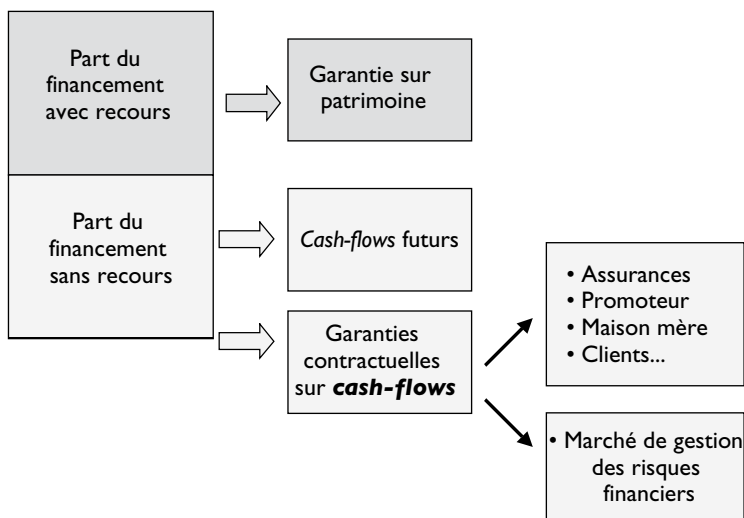 Part du
financement
avec recours
Garantie sur
patrimoine
Part du
financement
sans recours
Cash-flows futurs
Garanties
contractuelles
sur cash-flows
• Assurances
• Promoteur
• Maison mère
• Clients...
• Marché de gestion
des risques
financiers